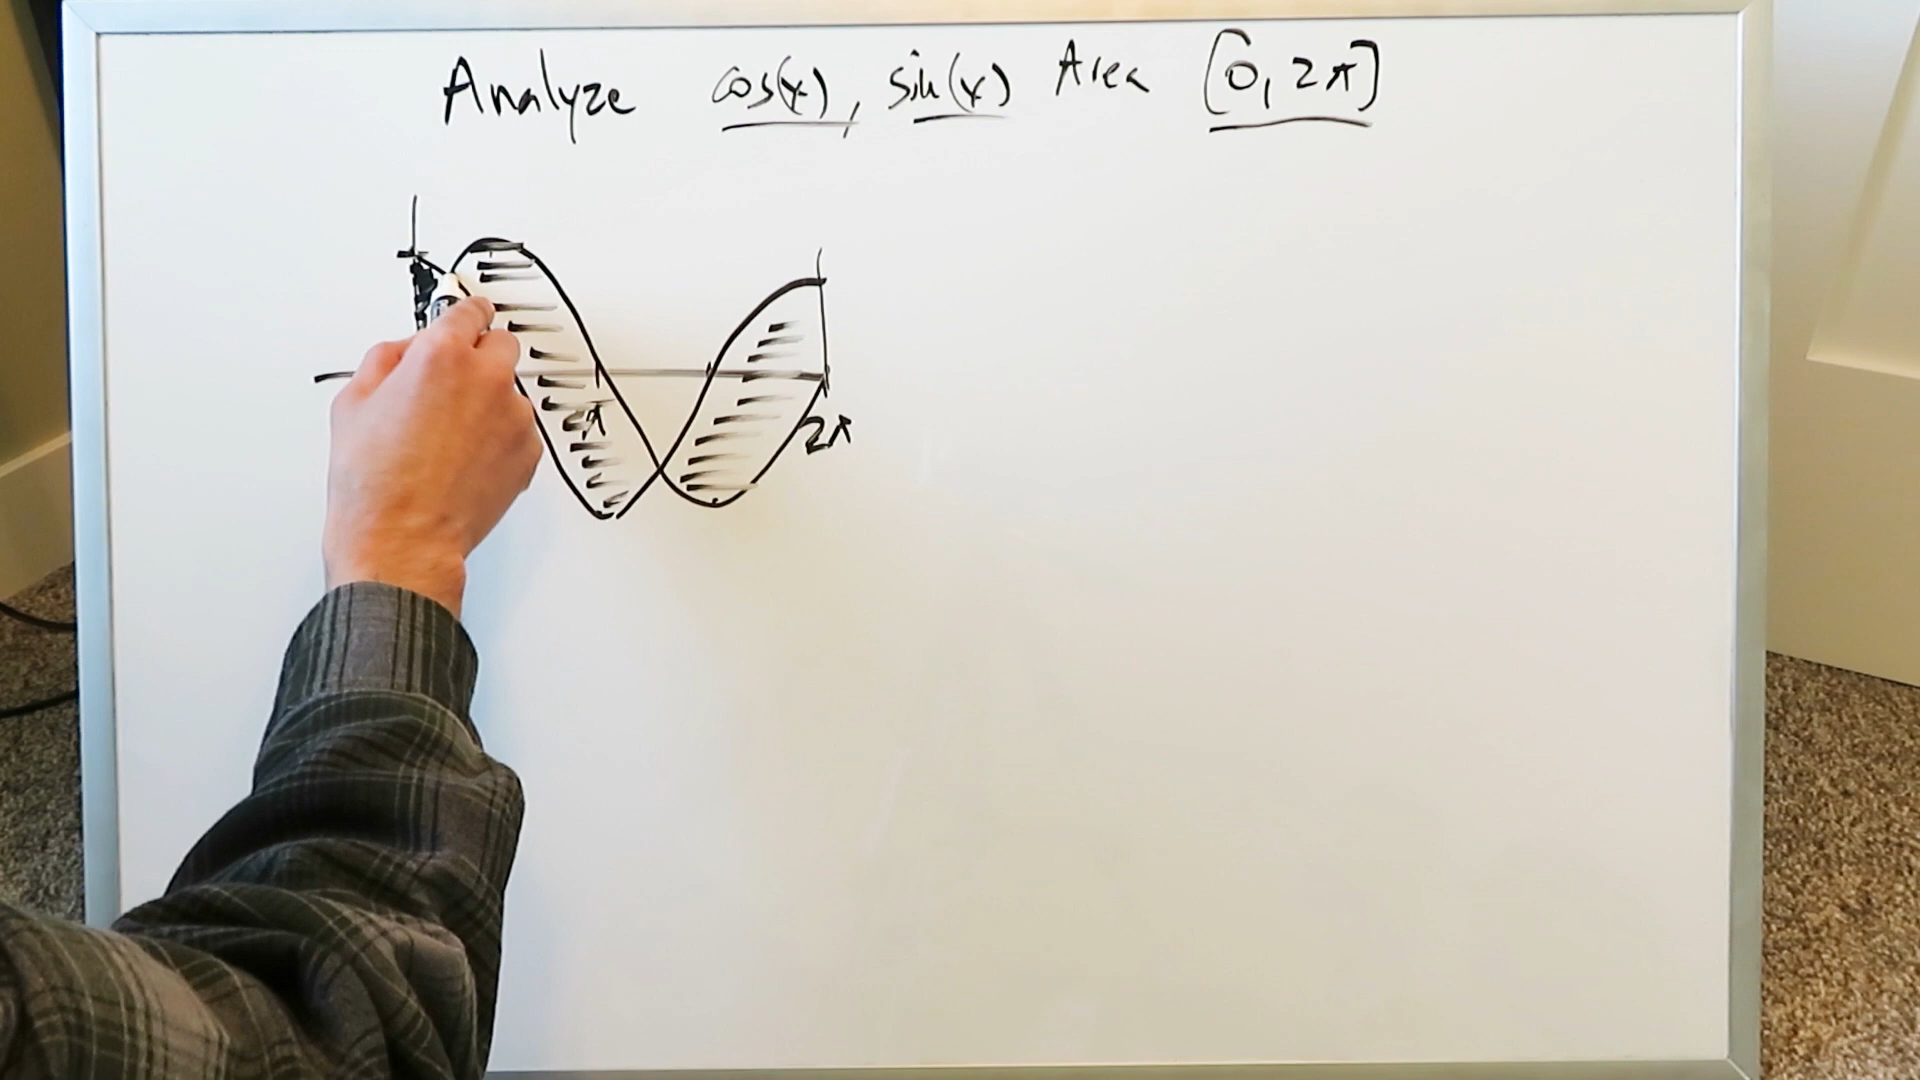 Analyze cos(x), sin(x) Area [0, 2π]
π
2π